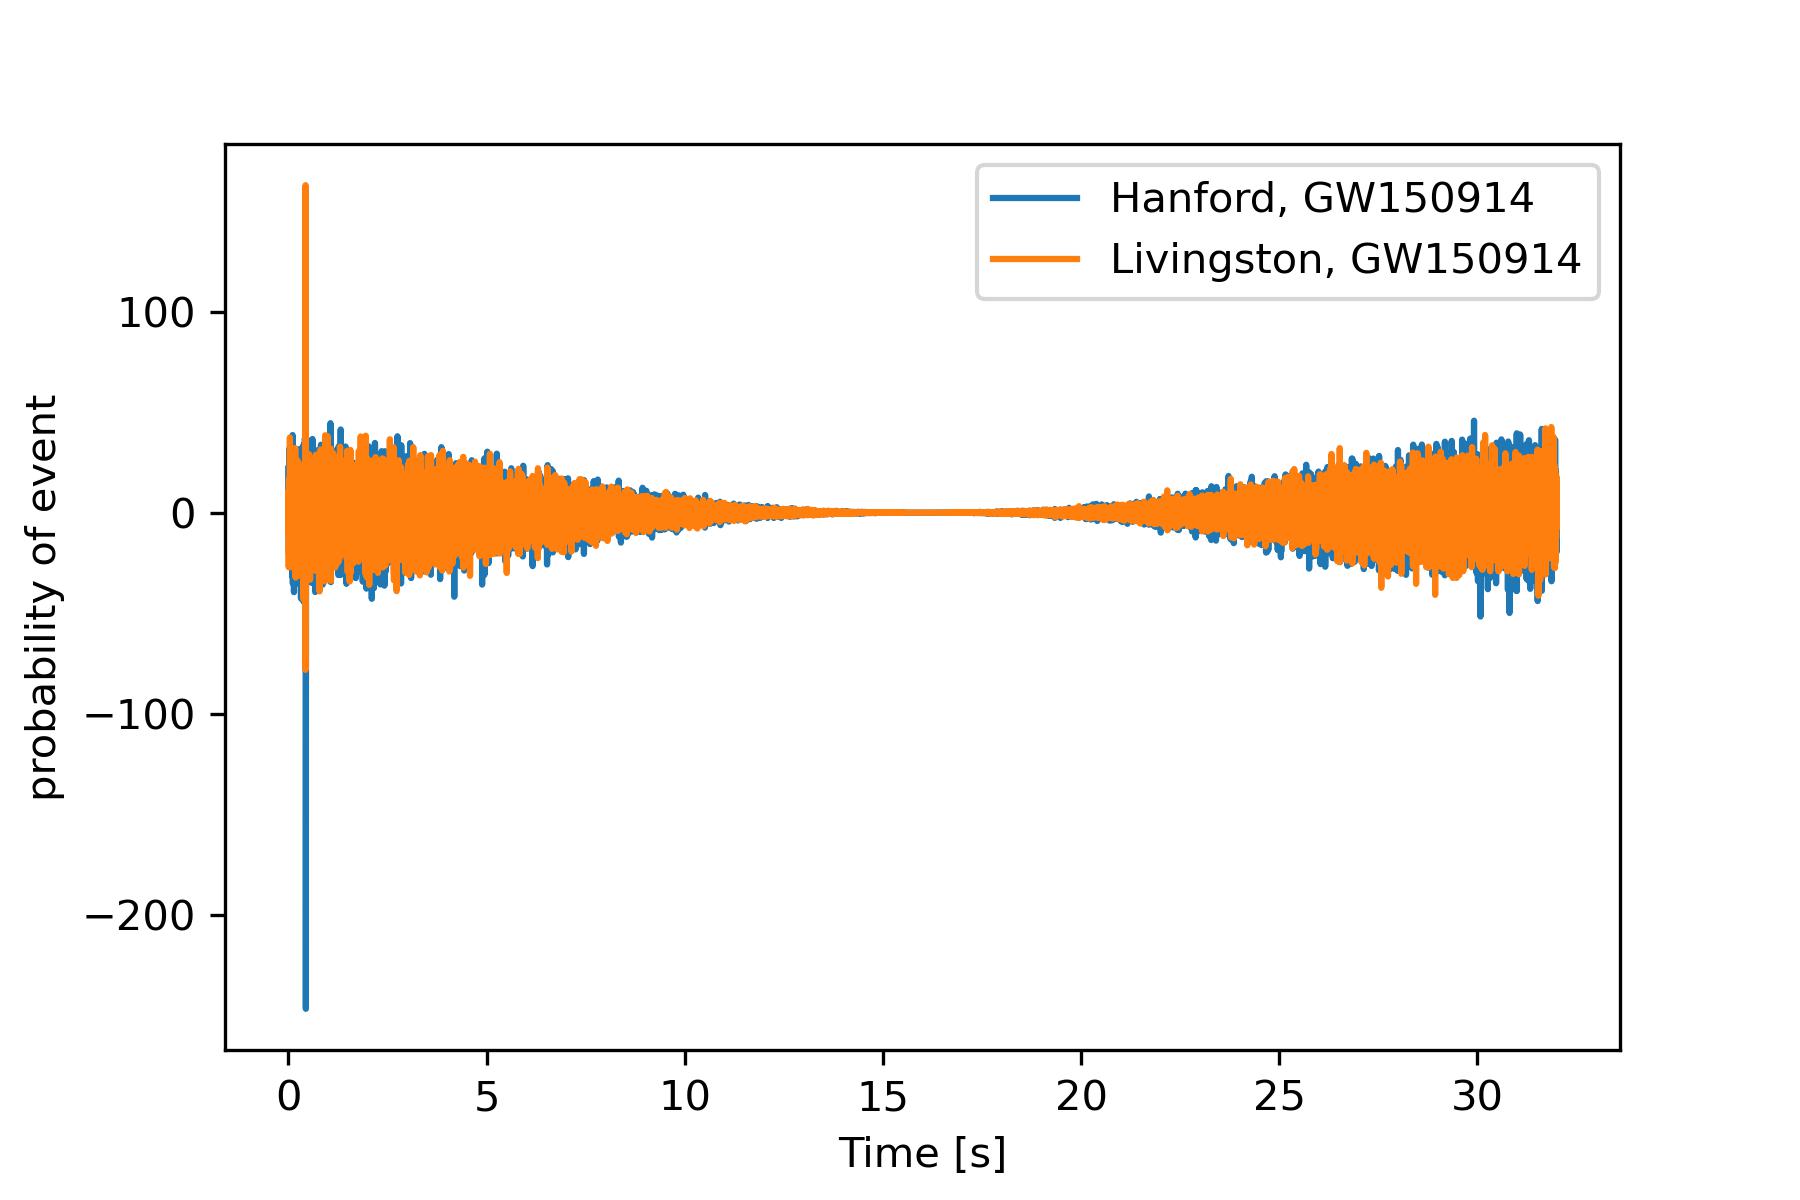 Hanford, GW150914
Livingston, GW150914
probability of event
100
0
−100
−200
0 5 10 15 20 25 30
Time [s]